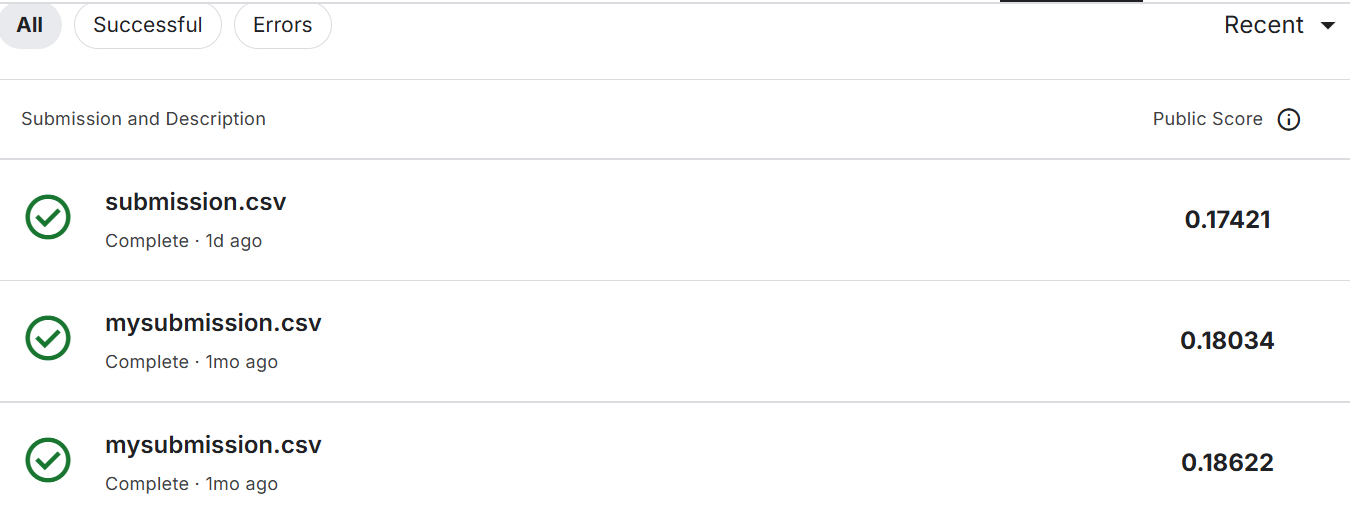 All Successful Errors Recent
Submission and Description Public Score
submission.csv
Complete · 1d ago
0.17421
mysubmission.csv
Complete · 1mo ago
0.18034
mysubmission.csv
Complete · 1mo ago
0.18622